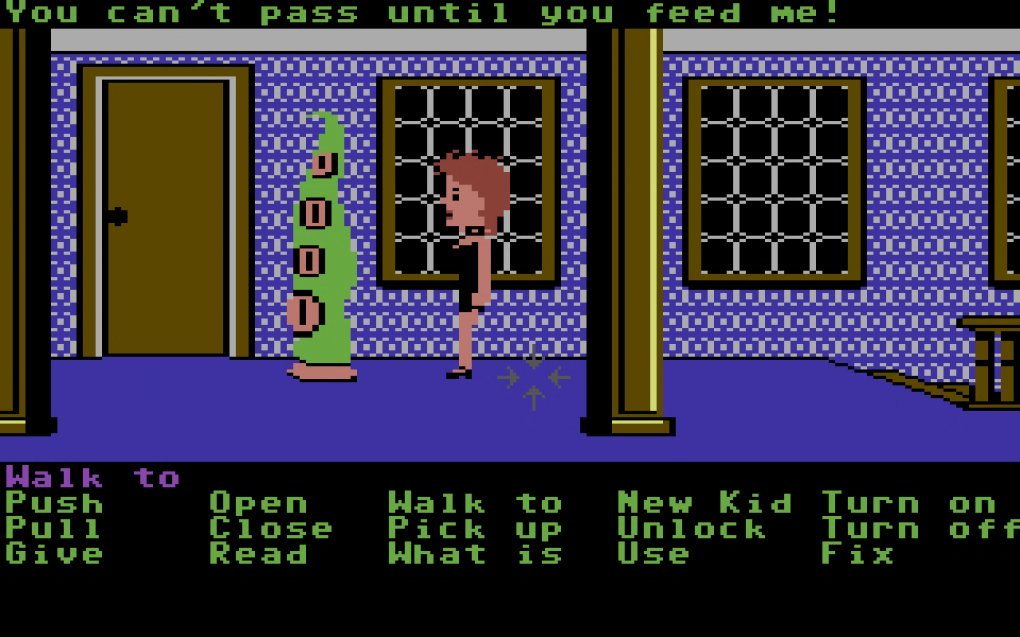 You can't pass until you feed me!
Walk to
Push Open Walk to New Kid Turn on
Pull Close Pick up Unlock Turn off
Give Read What is Use Fix